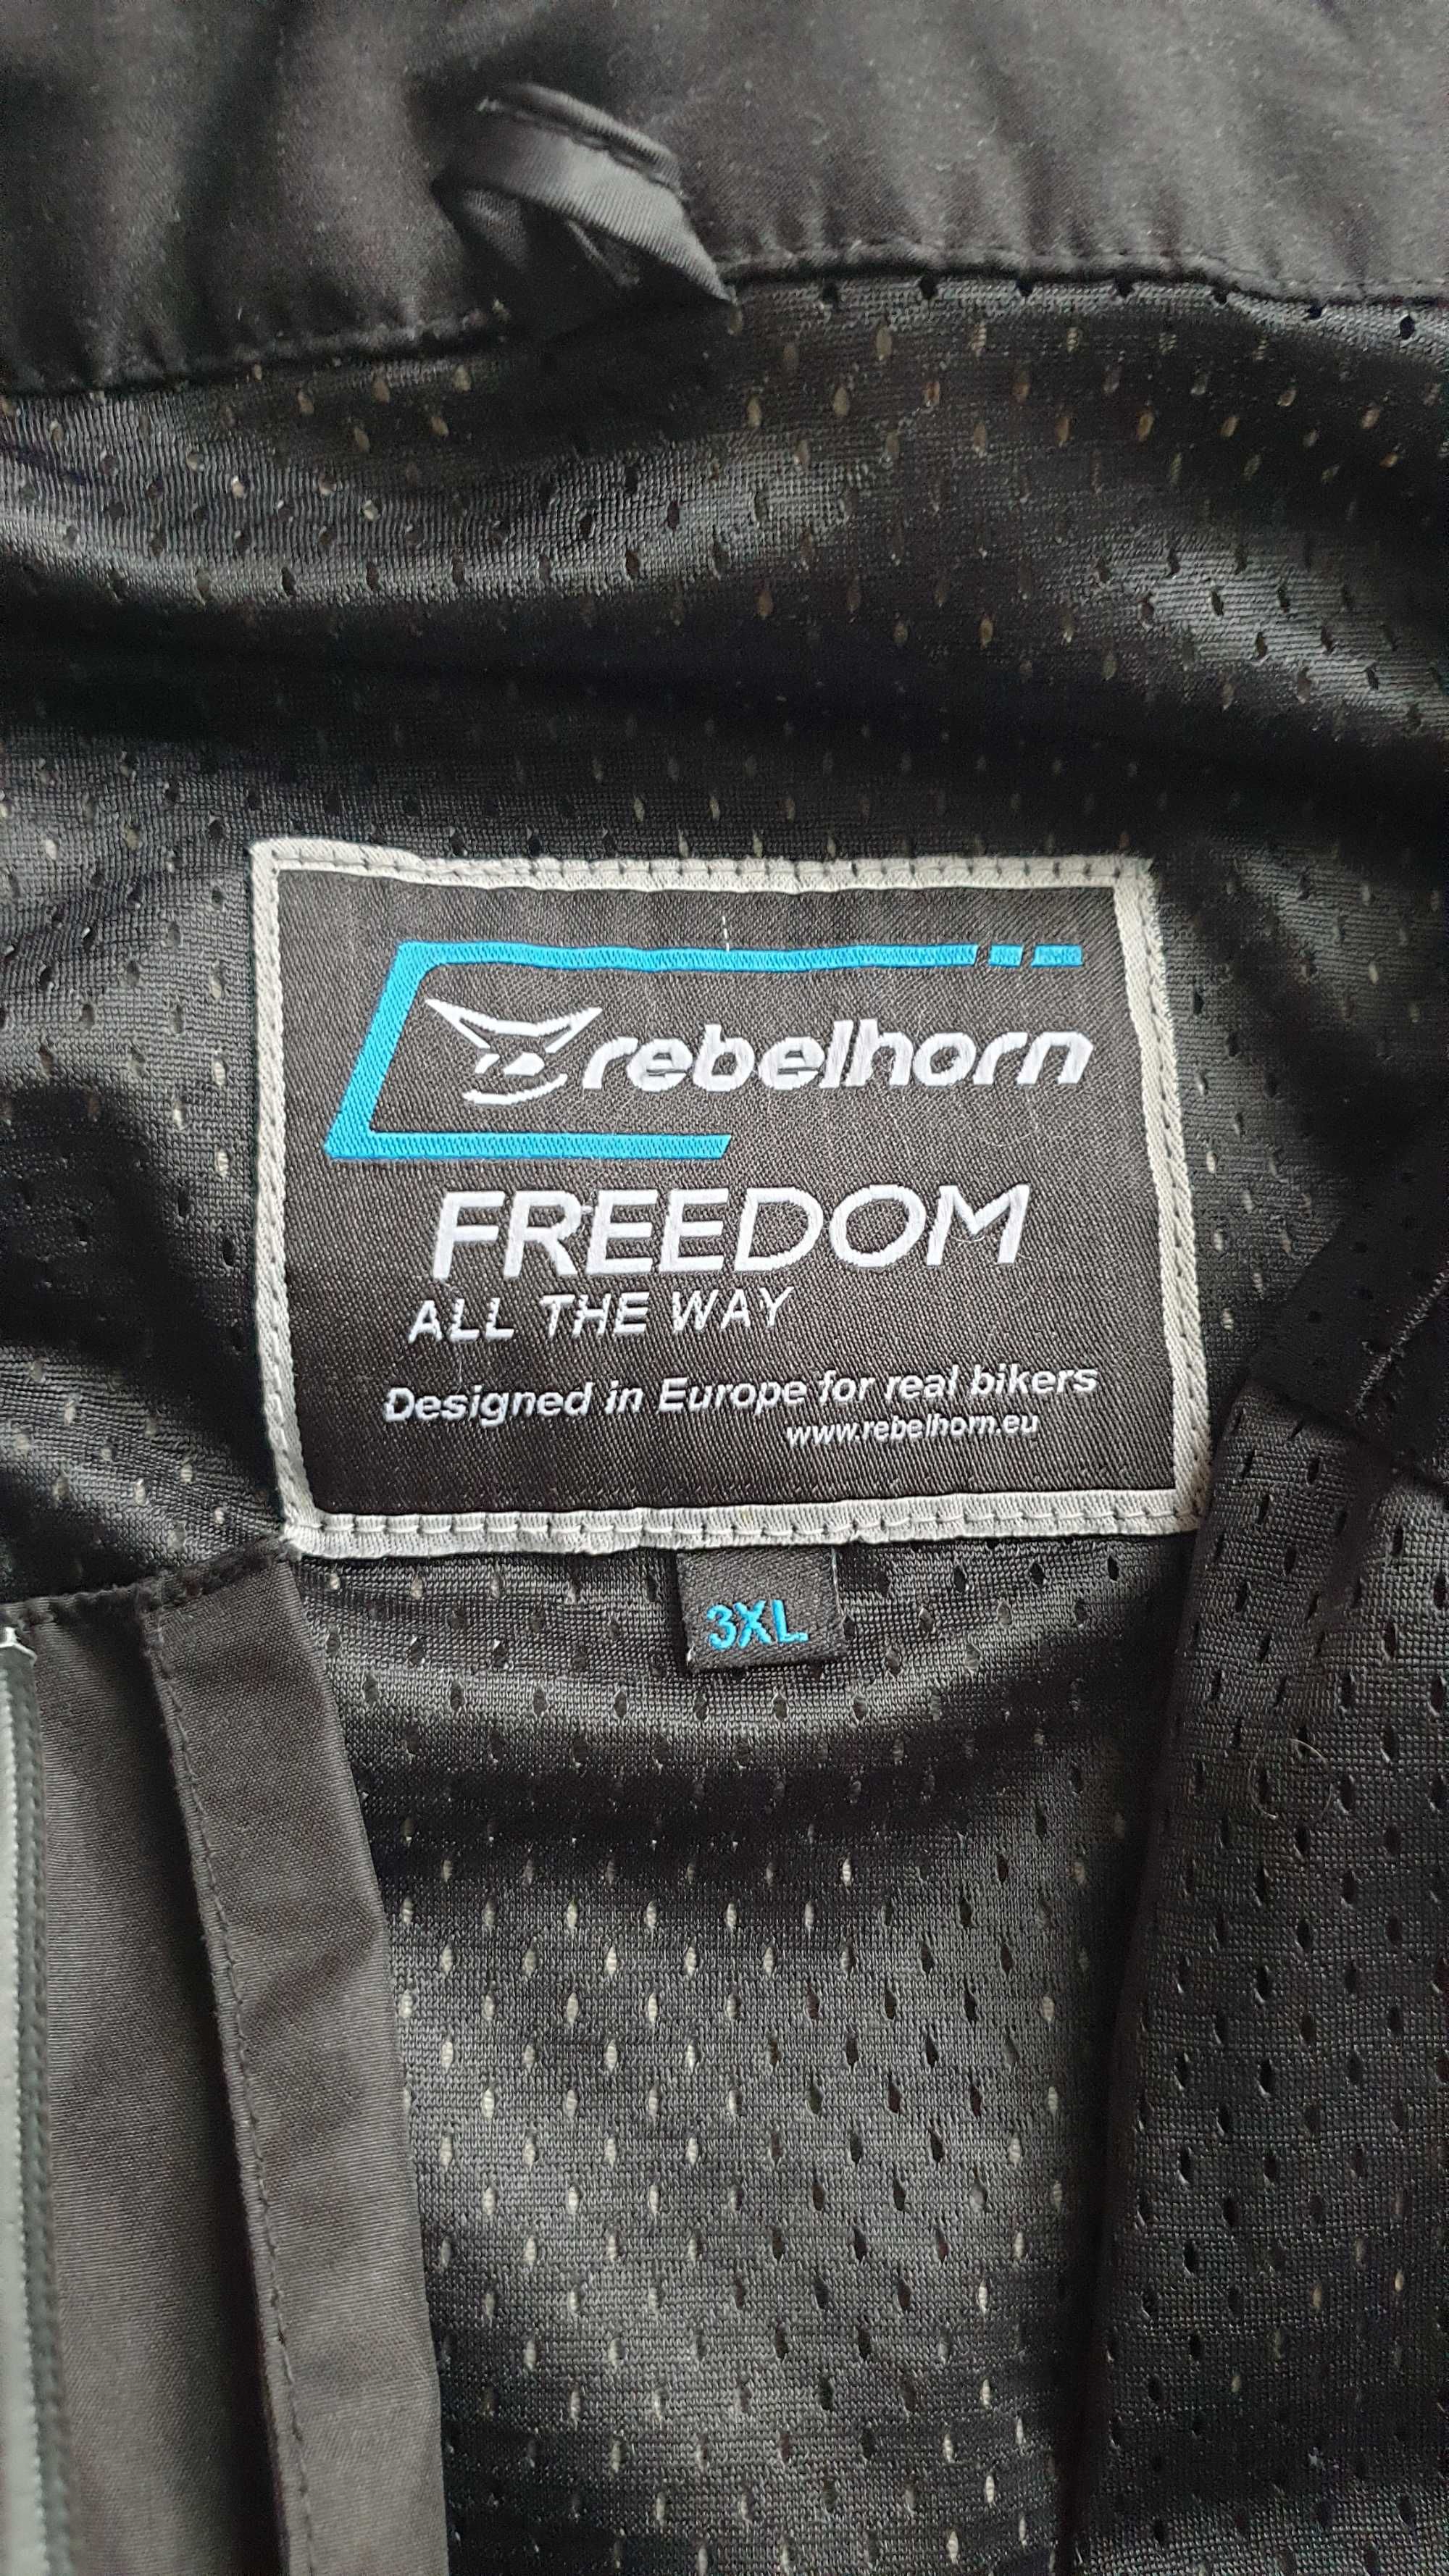 rebelhorn
FREEDOM
ALL THE WAY
Designed in Europe for real bikers
www.rebelhorn.eu
3XL